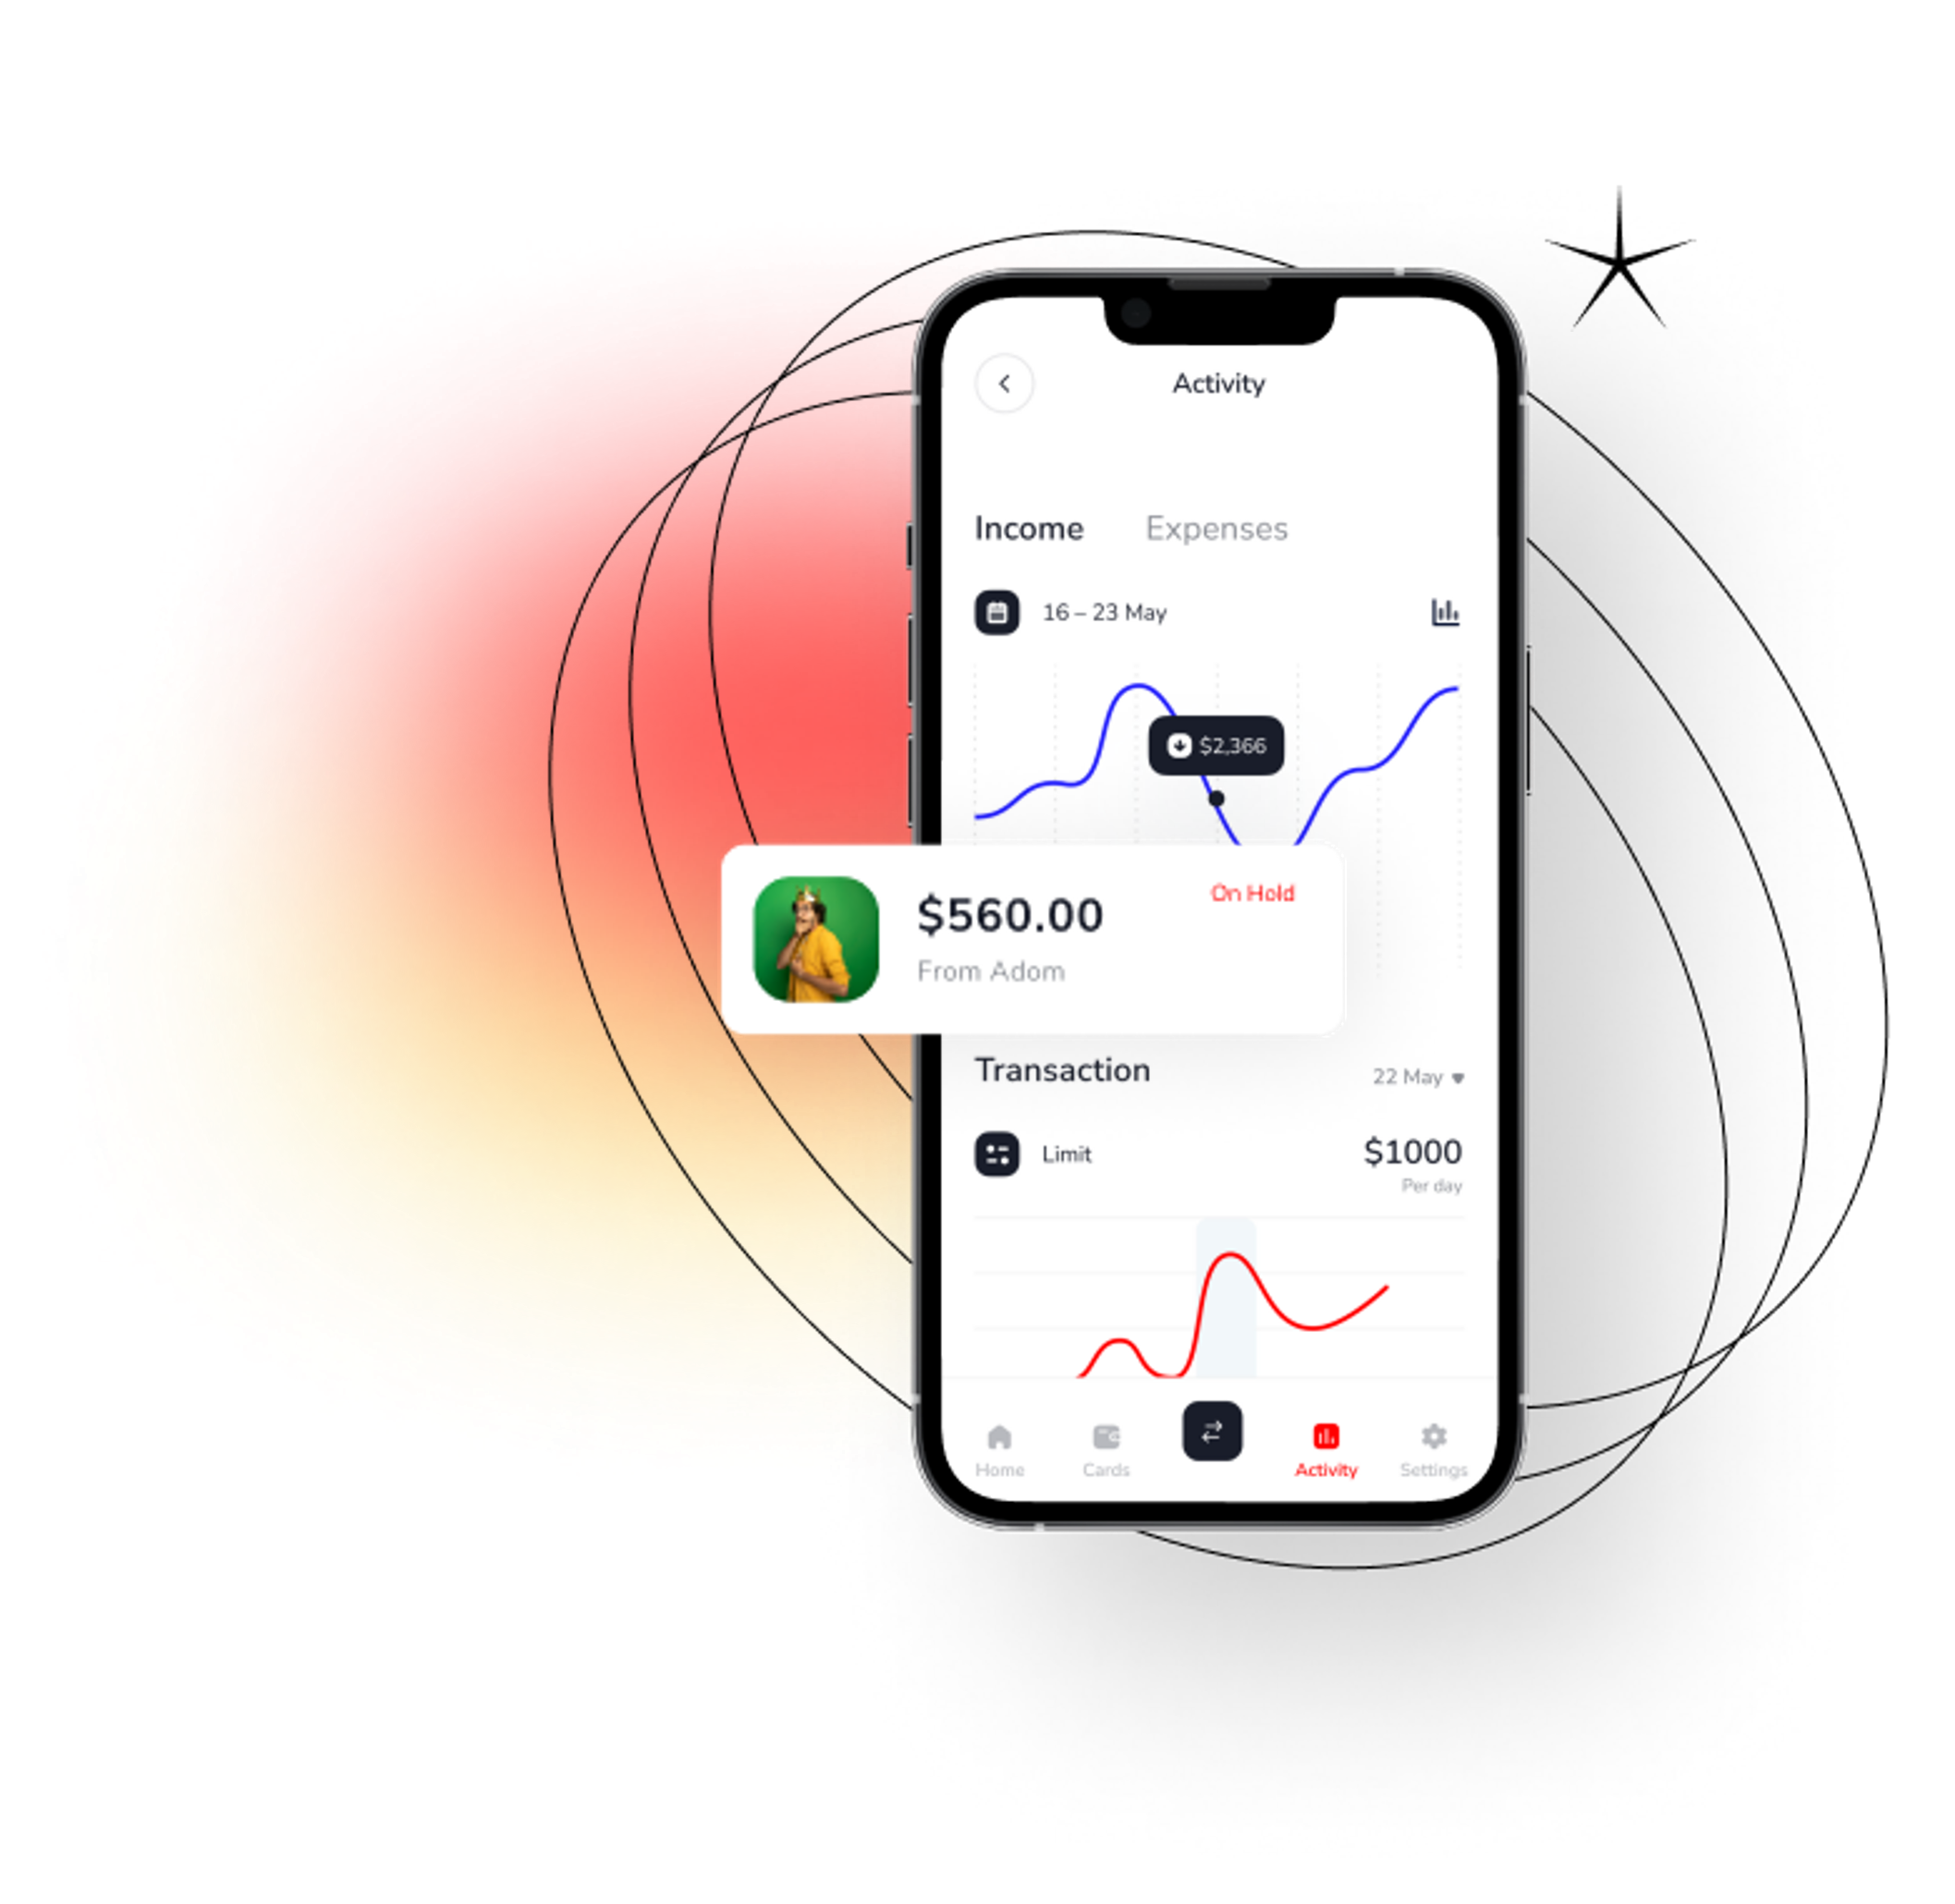 Activity
Income Expenses
16 – 23 May
$2,366
$560.00
On Hold
From Adom
Transaction
22 May
Limit
$1000
Per day
Home Cards Activity Settings